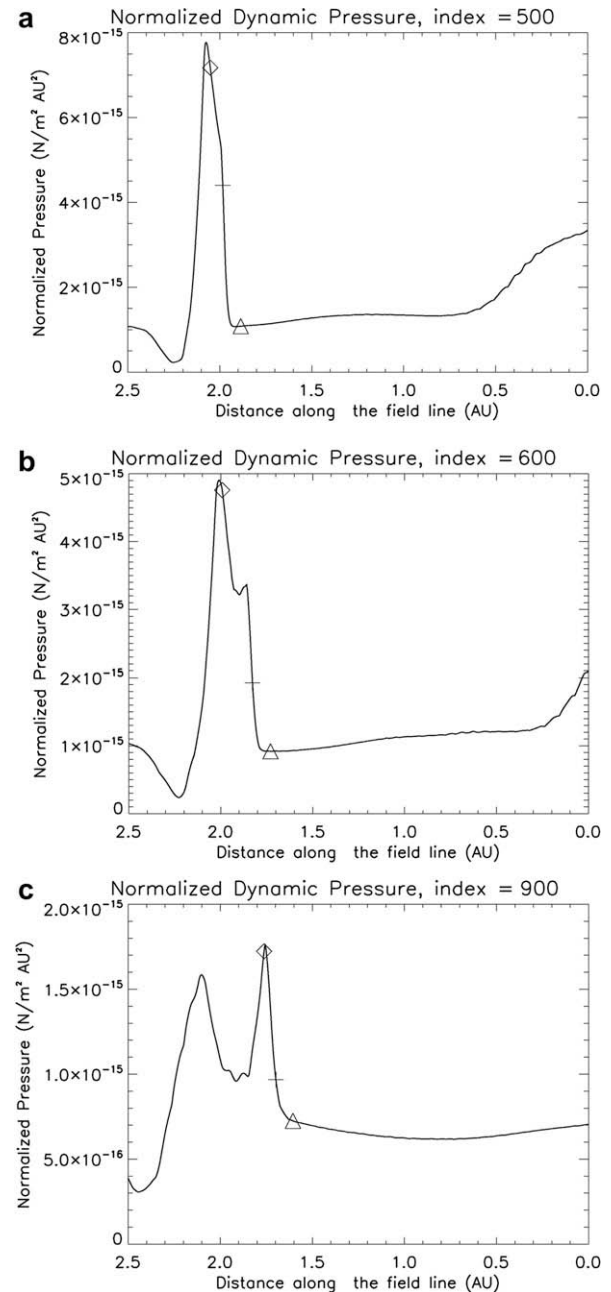 a
Normalized Dynamic Pressure, index = 500
Normalized Pressure (N/m² AU²)
8×10⁻¹⁵
6×10⁻¹⁵
4×10⁻¹⁵
2×10⁻¹⁵
0
2.5 2.0 1.5 1.0 0.5 0.0
Distance along the field line (AU)
b
Normalized Dynamic Pressure, index = 600
Normalized Pressure (N/m² AU²)
5×10⁻¹⁵
4×10⁻¹⁵
3×10⁻¹⁵
2×10⁻¹⁵
1×10⁻¹⁵
0
2.5 2.0 1.5 1.0 0.5 0.0
Distance along the field line (AU)
c
Normalized Dynamic Pressure, index = 900
Normalized Pressure (N/m² AU²)
2.0×10⁻¹⁵
1.5×10⁻¹⁵
1.0×10⁻¹⁵
5.0×10⁻¹⁶
0
2.5 2.0 1.5 1.0 0.5 0.0
Distance along the field line (AU)